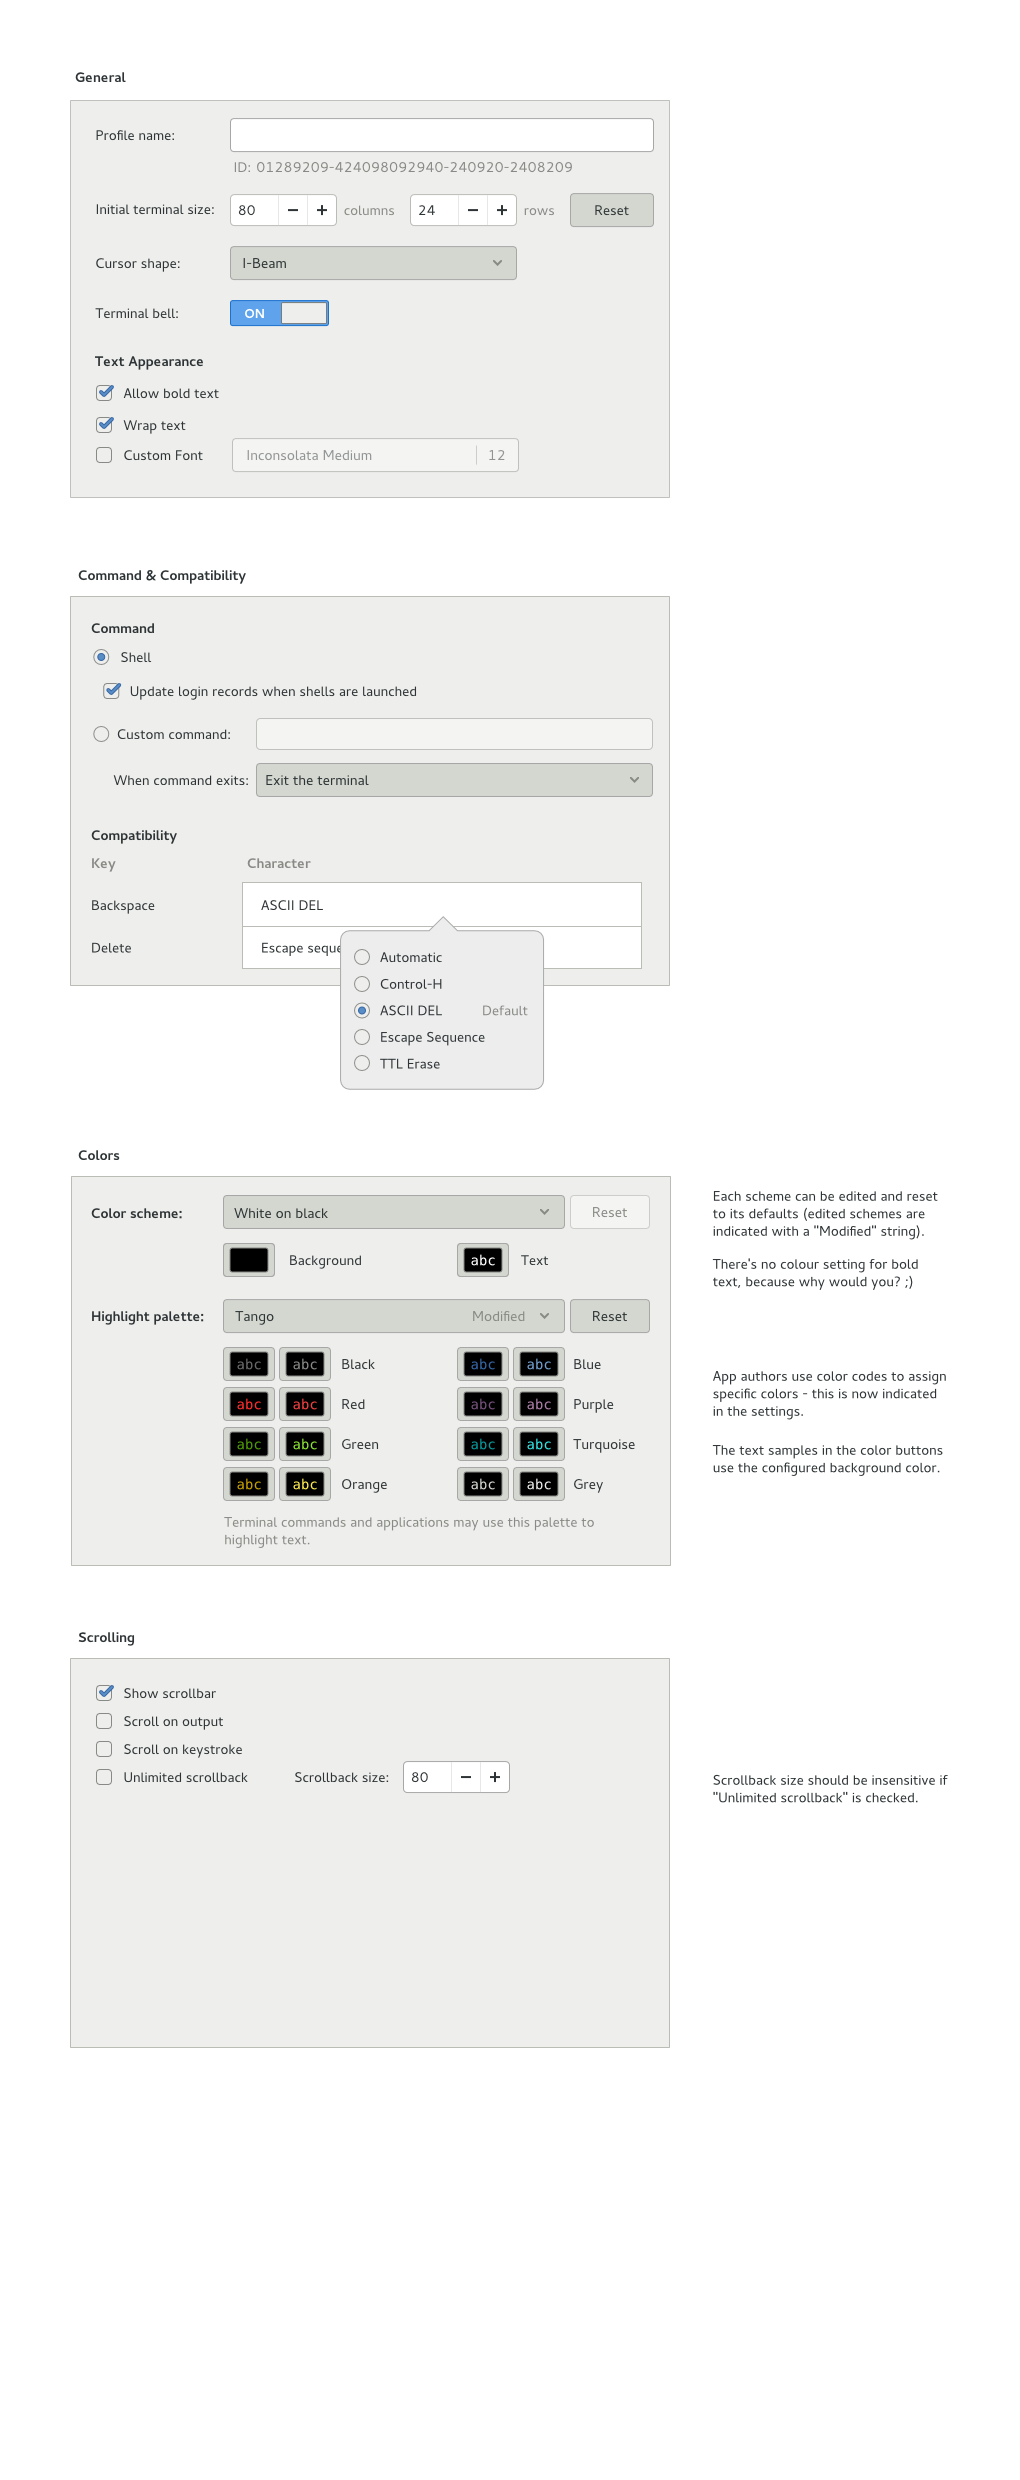 General
Profile name:
ID: 01289209-424098092940-240920-2408209
Initial terminal size: 80 − + columns 24 − + rows Reset
Cursor shape: I-Beam
Terminal bell: ON
Text Appearance
Allow bold text
Wrap text
Custom Font Inconsolata Medium 12
Command & Compatibility
Command
Shell
Update login records when shells are launched
Custom command:
When command exits: Exit the terminal
Compatibility
Key Character
Backspace ASCII DEL
Delete Escape seque
Automatic
Control-H
ASCII DEL Default
Escape Sequence
TTL Erase
Colors
Color scheme: White on black Reset
Background abc Text
Highlight palette: Tango Modified Reset
abc abc Black abc abc Blue
abc abc Red abc abc Purple
abc abc Green abc abc Turquoise
abc abc Orange abc abc Grey
Terminal commands and applications may use this palette to
highlight text.
Each scheme can be edited and reset
to its defaults (edited schemes are
indicated with a "Modified" string).
There's no colour setting for bold
text, because why would you? ;)
App authors use color codes to assign
specific colors - this is now indicated
in the settings.
The text samples in the color buttons
use the configured background color.
Scrolling
Show scrollbar
Scroll on output
Scroll on keystroke
Unlimited scrollback Scrollback size: 80 − +
Scrollback size should be insensitive if
"Unlimited scrollback" is checked.